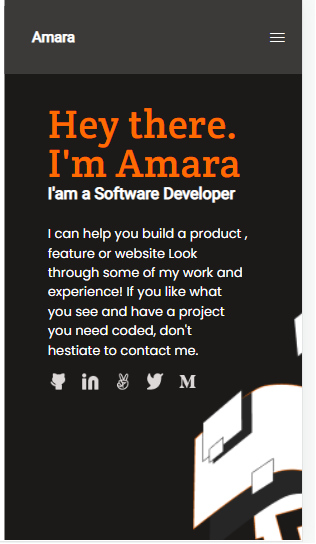 Amara
Hey there.
I'm Amara
I'am a Software Developer
I can help you build a product ,
feature or website Look
through some of my work and
experience! If you like what
you see and have a project
you need coded, don't
hestiate to contact me.